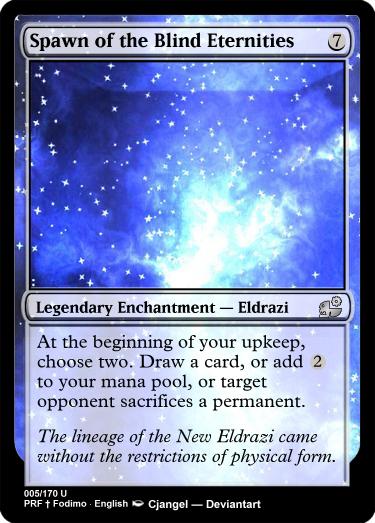 Spawn of the Blind Eternities 7
Legendary Enchantment — Eldrazi
At the beginning of your upkeep,
choose two. Draw a card, or add 2
to your mana pool, or target
opponent sacrifices a permanent.
The lineage of the New Eldrazi came
without the restrictions of physical form.
005/170 U
PRF † Fodimo · English Cjangel — Deviantart